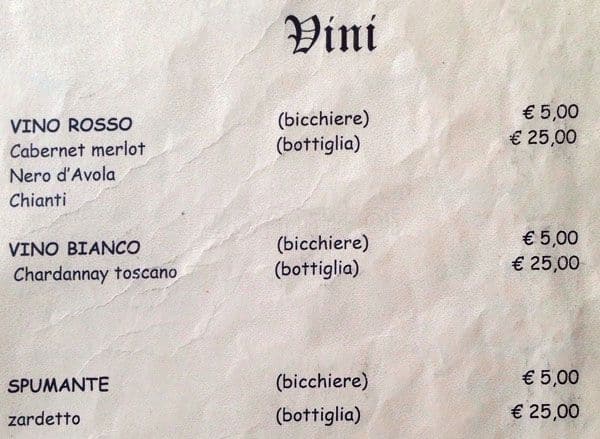 Vini
VINO ROSSO (bicchiere) € 5,00
Cabernet merlot (bottiglia) € 25,00
Nero d'Avola
Chianti
VINO BIANCO (bicchiere) € 5,00
Chardannay toscano (bottiglia) € 25,00
SPUMANTE (bicchiere) € 5,00
zardetto (bottiglia) € 25,00